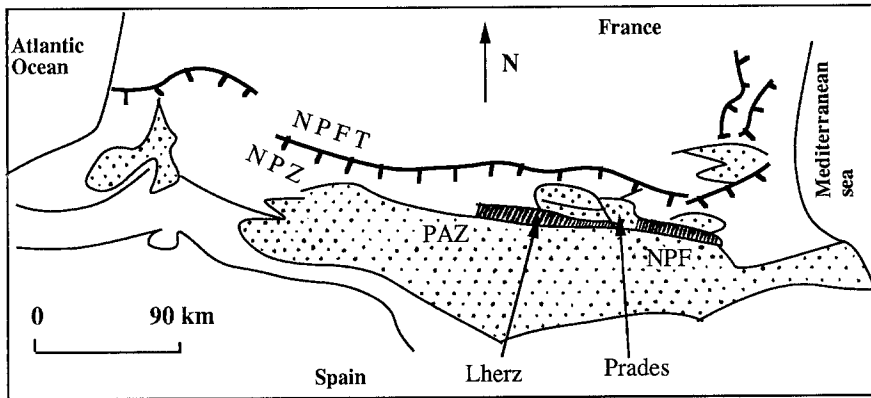 Atlantic
Ocean
France
N
NPFT
NPZ
Mediterranean
sea
PAZ
NPF
0 90 km
Spain
Lherz
Prades